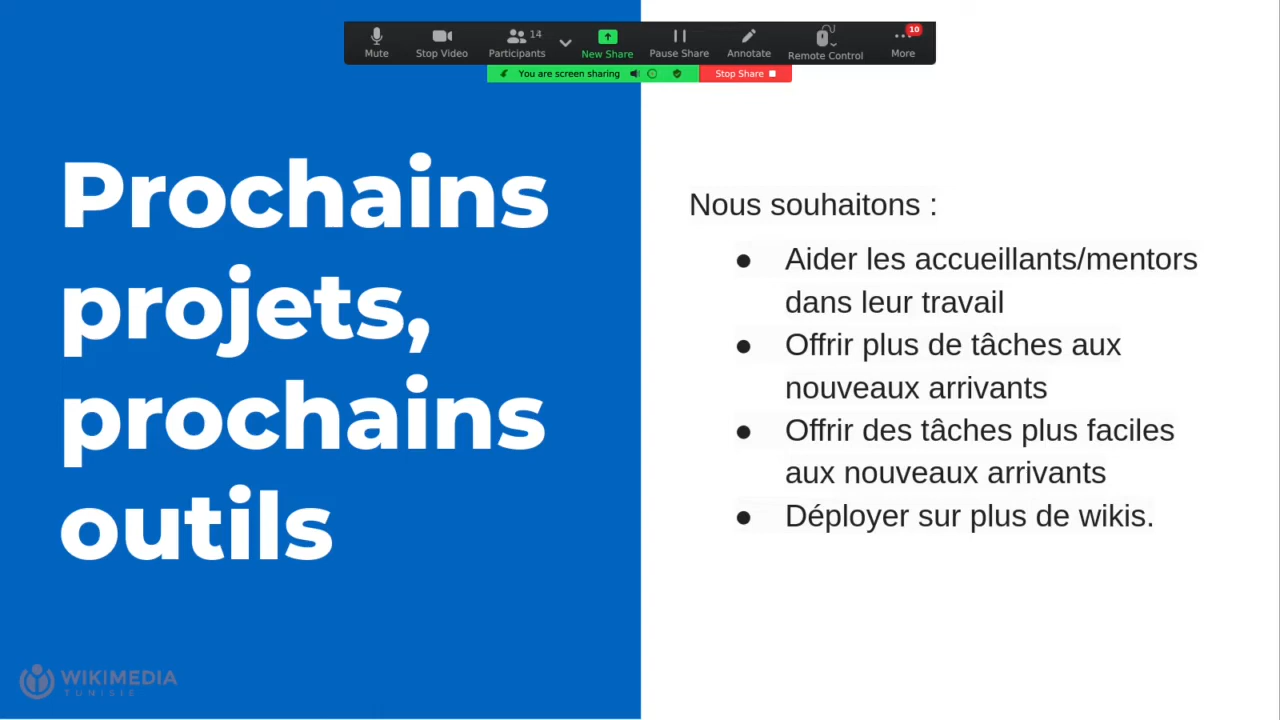 14
10
Mute
Stop Video
Participants
New Share
Pause Share
Annotate
Remote Control
More
You are screen sharing
Stop Share
Prochains
projets,
prochains
outils
Nous souhaitons :
● Aider les accueillants/mentors
dans leur travail
● Offrir plus de tâches aux
nouveaux arrivants
● Offrir des tâches plus faciles
aux nouveaux arrivants
● Déployer sur plus de wikis.
WIKIMEDIA
TUNISIE